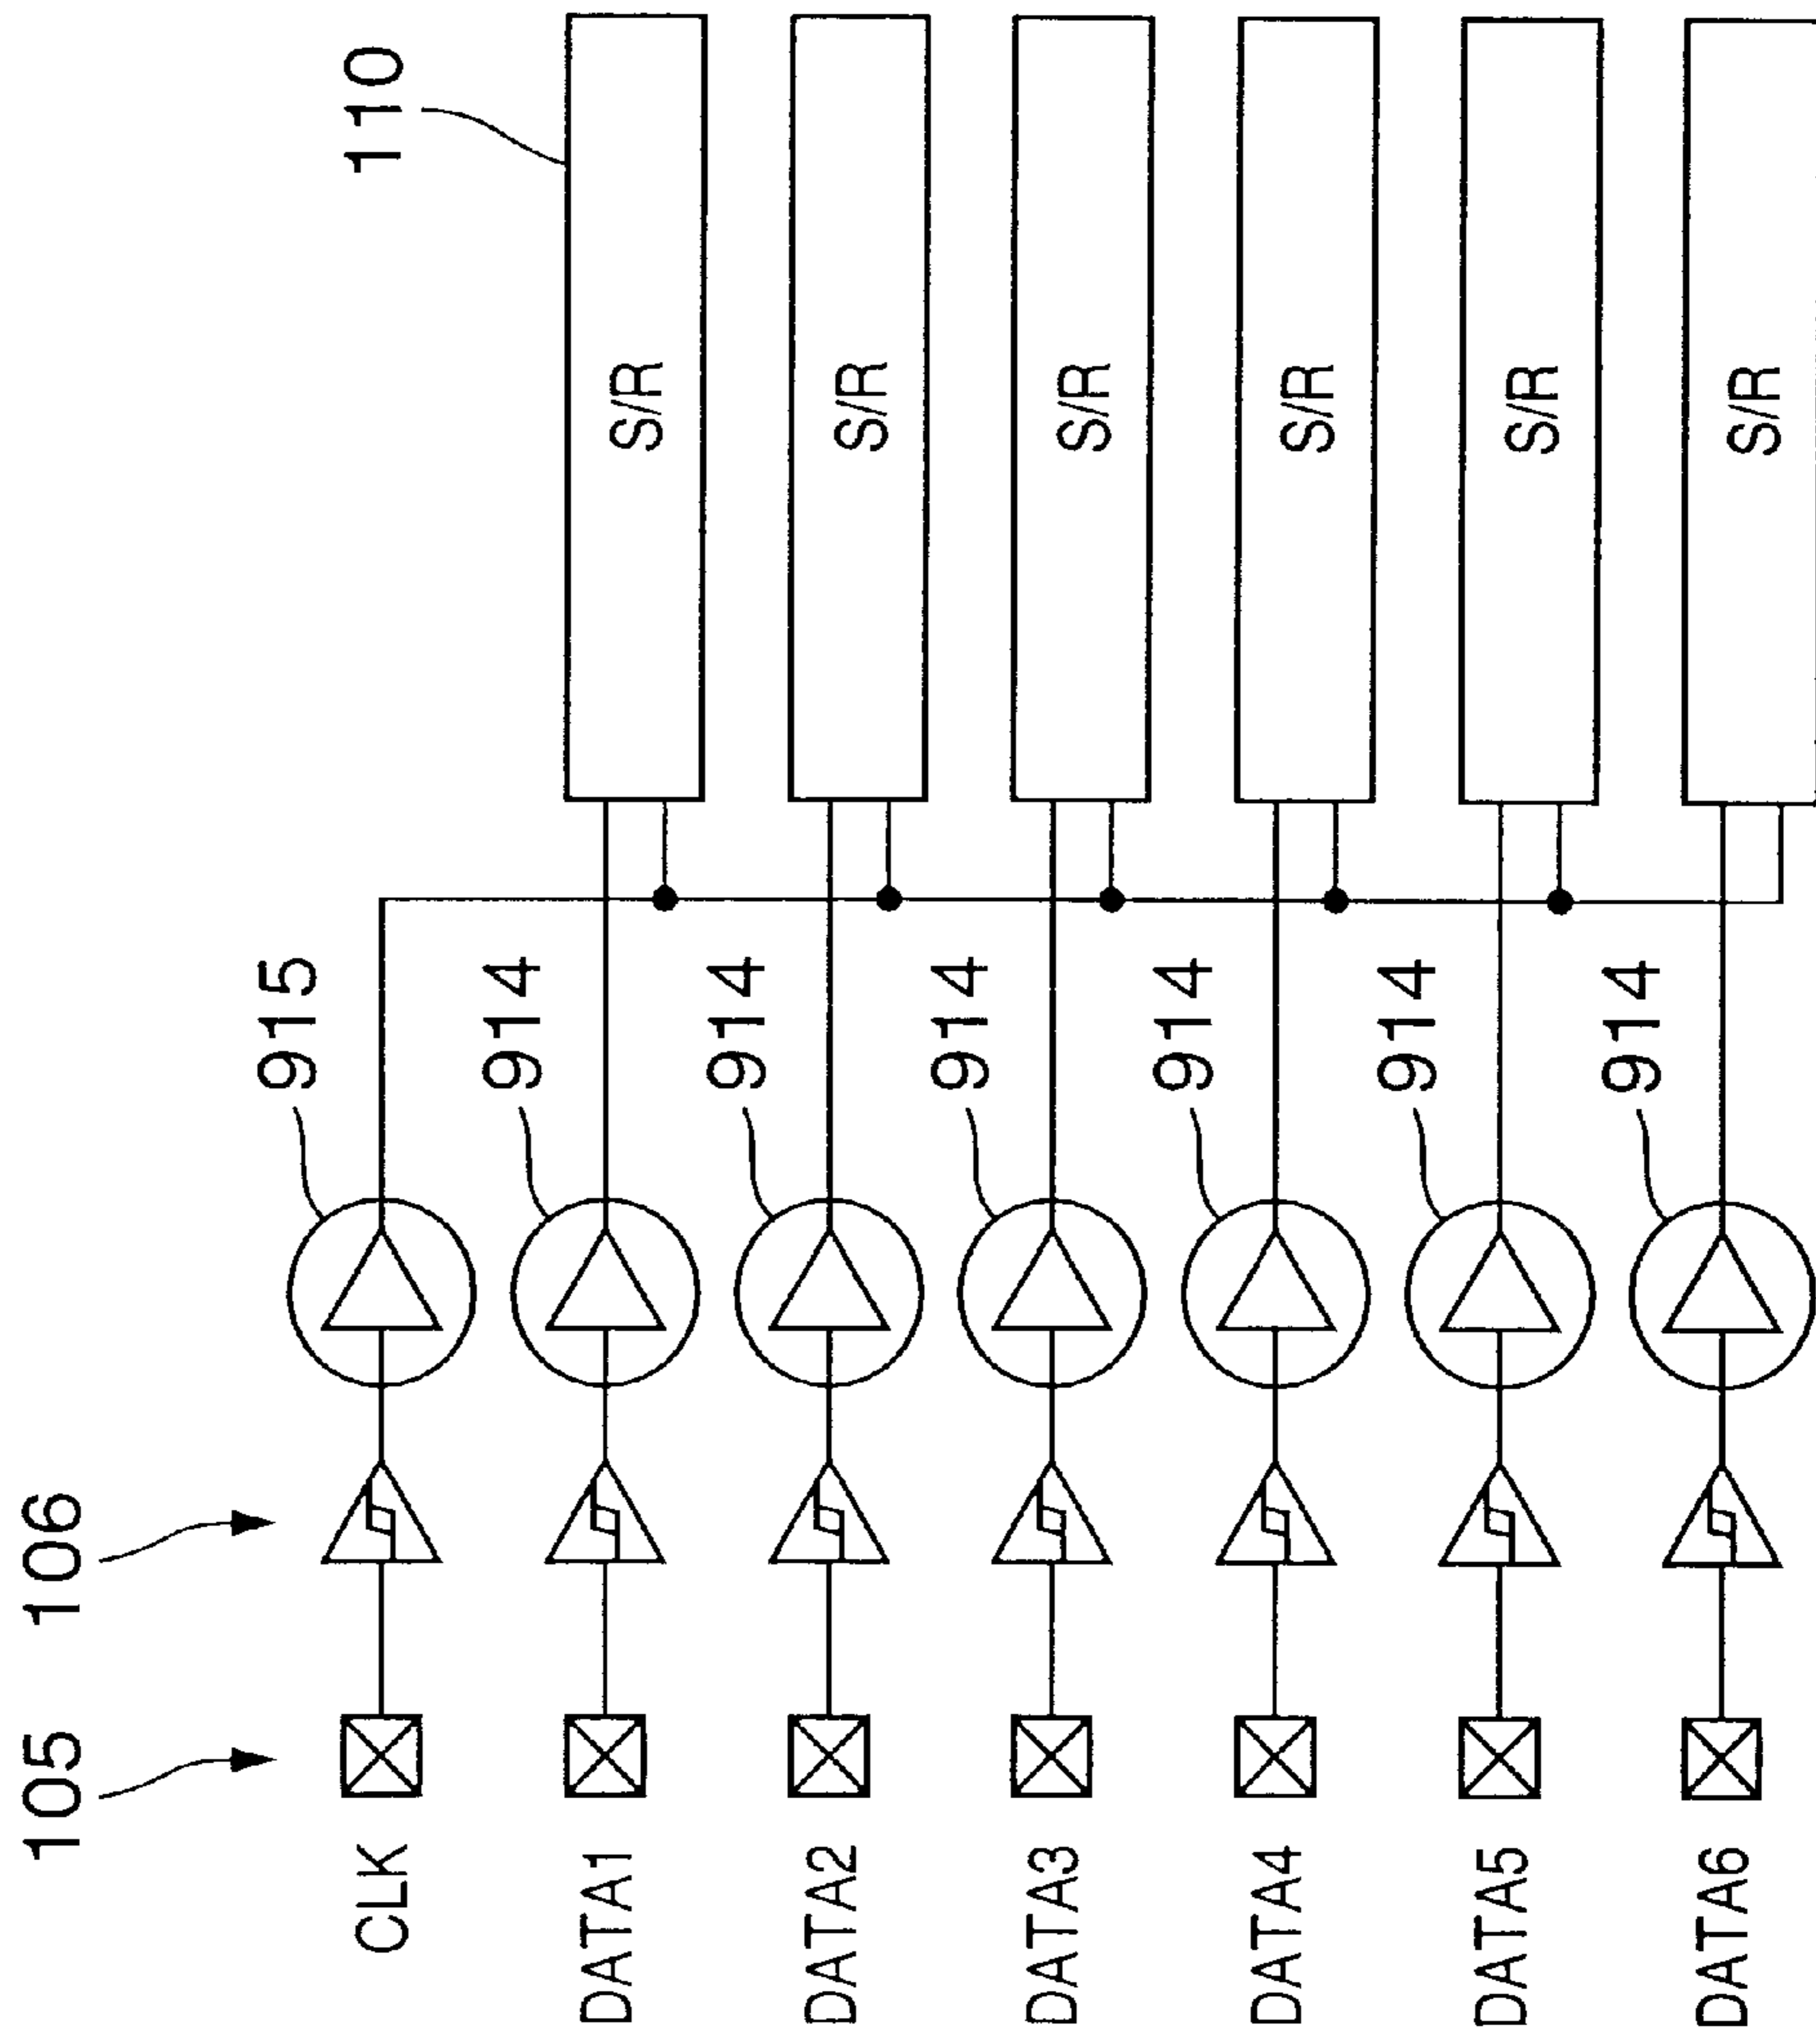 105
106
110
CLK
915
DATA1
914
S/R
DATA2
914
S/R
DATA3
914
S/R
DATA4
914
S/R
DATA5
914
S/R
DATA6
914
S/R